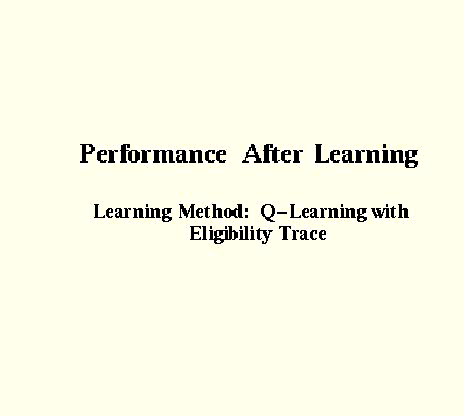 Performance After Learning
Learning Method: Q-Learning with
Eligibility Trace